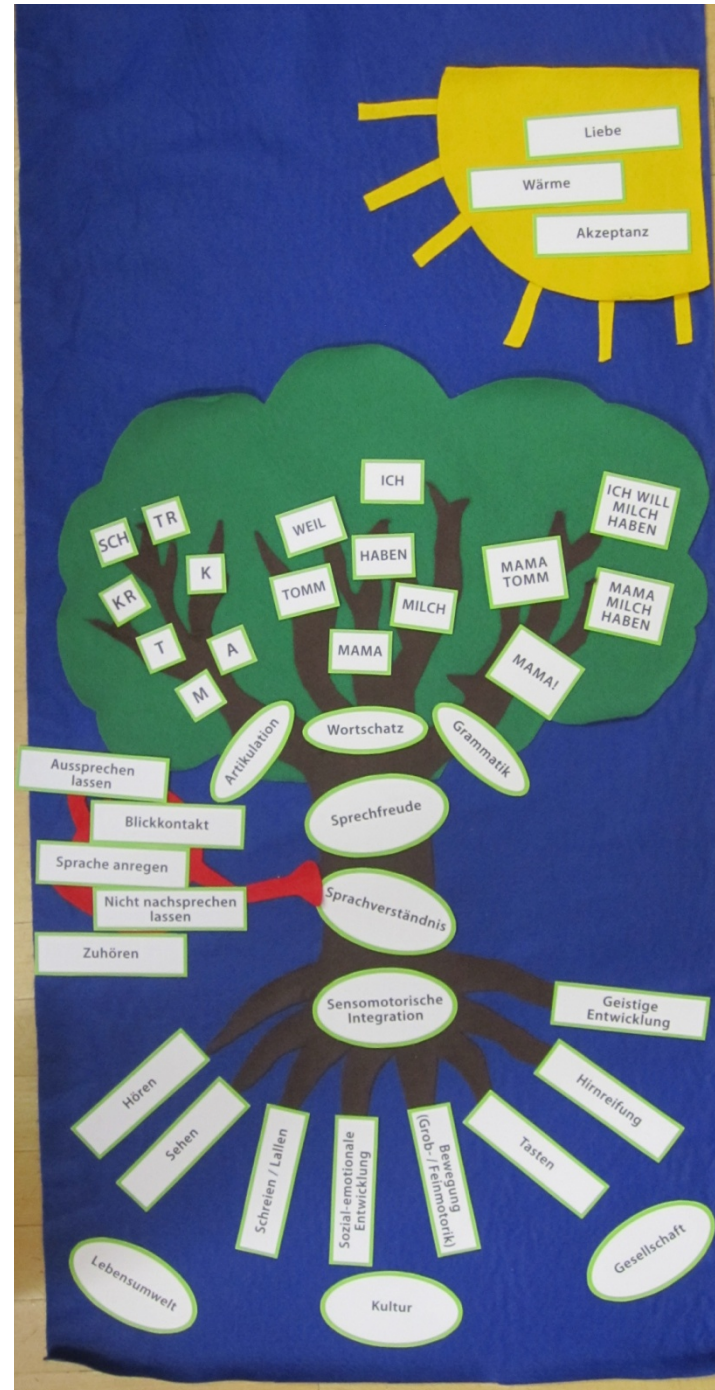 Liebe
Wärme
Akzeptanz
ICH
ICH WILL
MILCH
HABEN
SCH
TR
WEIL
K
HABEN
MAMA
TOMM
KR
TOMM
MILCH
MAMA
MILCH
HABEN
T
A
MAMA
MAMA!
M
Artikulation
Wortschatz
Grammatik
Aussprechen
lassen
Sprechfreude
Blickkontakt
Sprache anregen
Nicht nachsprechen
lassen
Sprachverständnis
Zuhören
Sensomotorische
Integration
Geistige
Entwicklung
Hören
Sehen
Schreien / Lallen
Sozial-emotionale
Entwicklung
Bewegung
(Grob- / Feinmotorik)
Tasten
Hirnreifung
Lebensumwelt
Kultur
Gesellschaft